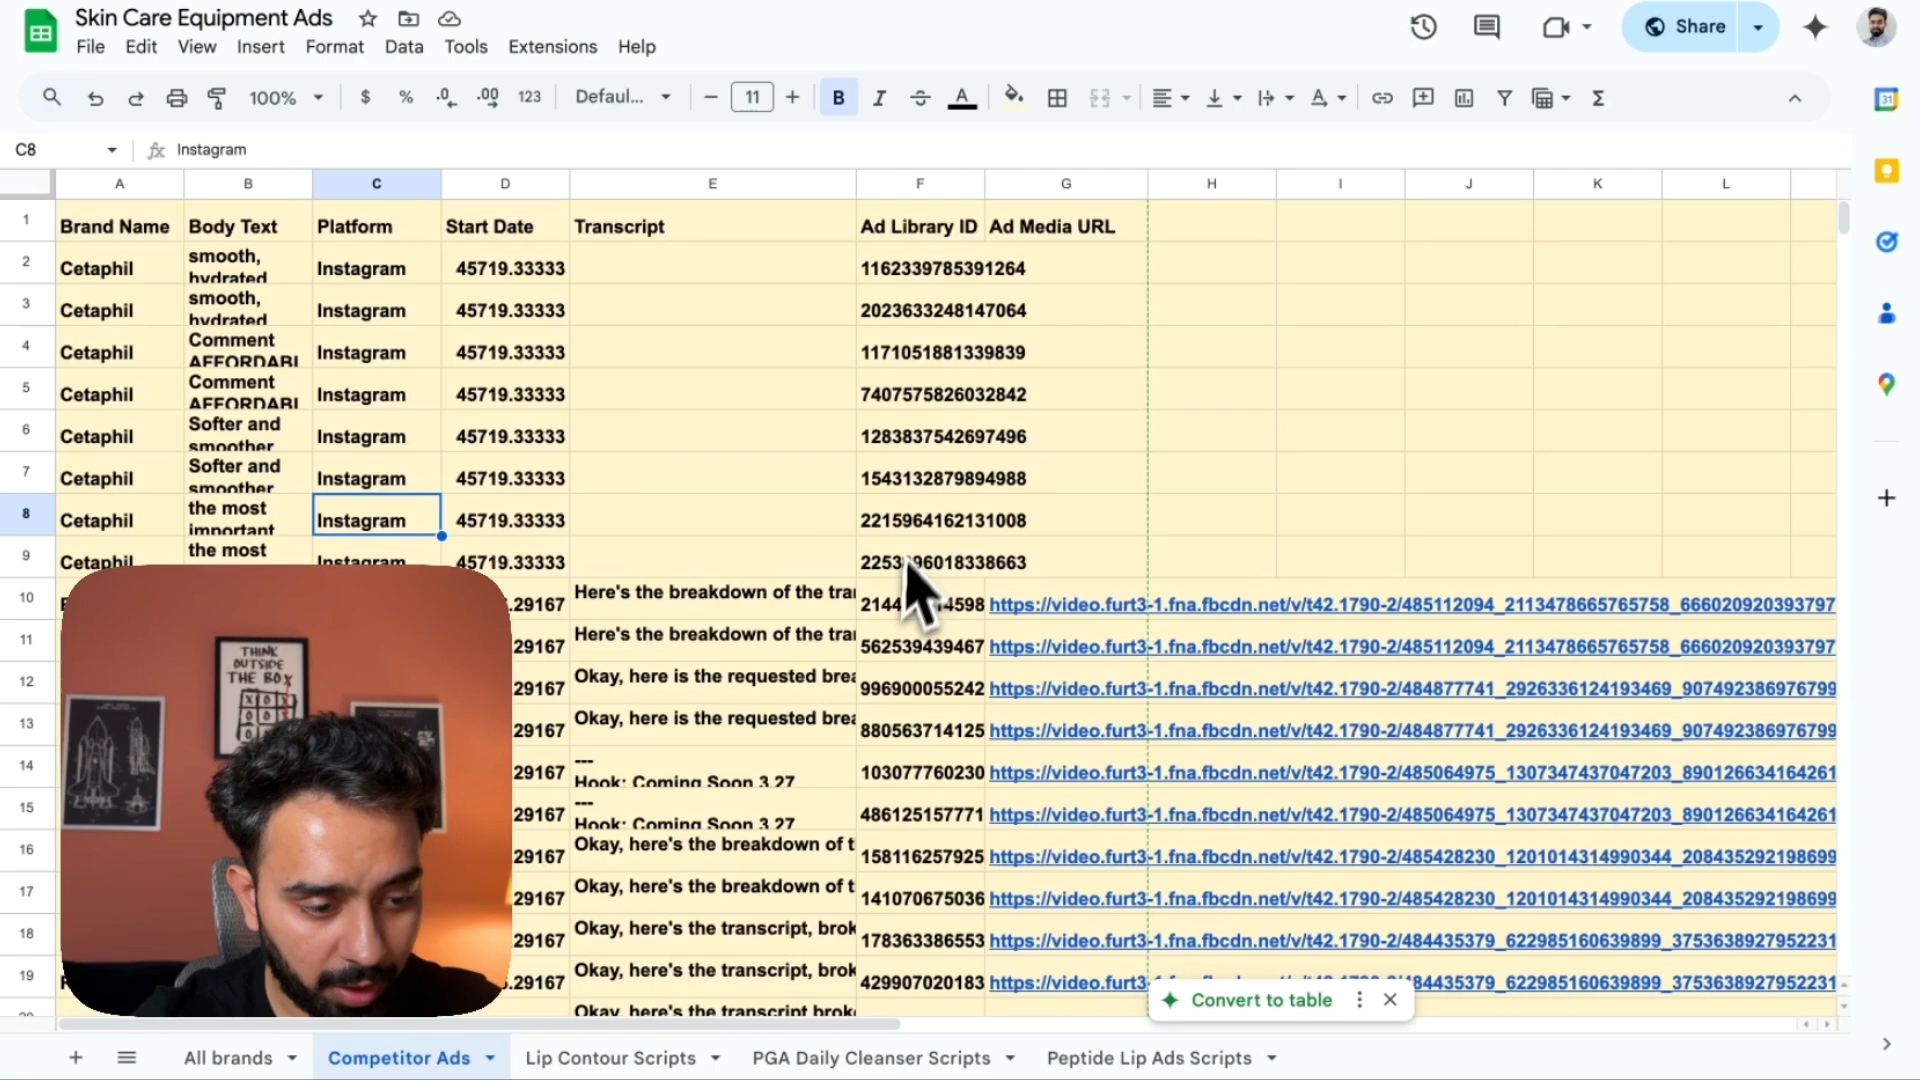 Skin Care Equipment Ads
File Edit View Insert Format Data Tools Extensions Help
Share
100% $ % .0 .00 123 Defaul... 11 B I A
31
C8 Instagram
A B C D E F G H I J K L
1 Brand Name Body Text Platform Start Date Transcript Ad Library ID Ad Media URL
2 Cetaphil smooth, hydrated Instagram 45719.33333 1162339785391264
3 Cetaphil smooth, hydrated Instagram 45719.33333 2023633248147064
4 Cetaphil Comment AFFORDABL Instagram 45719.33333 1171051881339839
5 Cetaphil Comment AFFORDABL Instagram 45719.33333 7407575826032842
6 Cetaphil Softer and smoother Instagram 45719.33333 1283837542697496
7 Cetaphil Softer and smoother Instagram 45719.33333 1543132879894988
8 Cetaphil the most important Instagram 45719.33333 2215964162131008
9 Cetaphil the most Instagram 45719.33333
10 .29167 Here's the breakdown of the tra https://video.furt3-1.fna.fbcdn.net/v/t42.1790-2/485112094_2113478665765758_666020920393797
11 29167 Here's the breakdown of the tra 562539439467 https://video.furt3-1.fna.fbcdn.net/v/t42.1790-2/485112094_2113478665765758_666020920393797
12 29167 Okay, here is the requested brea 996900055242 https://video.furt3-1.fna.fbcdn.net/v/t42.1790-2/484877741_29263361241934​69_907492386976799
13 29167 Okay, here is the requested brea 880563714125 https://video.furt3-1.fna.fbcdn.net/v/t42.1790-2/484877741_2926336124193469_907492386976799
14 29167 --- Hook: Coming Soon 3.27 103077760230 https://video.furt3-1.fna.fbcdn.net/v/t42.1790-2/485064975_1307347437047203_890126634164261
15 29167 --- Hook: Coming Soon 3.27 486125157771 https://video.furt3-1.fna.fbcdn.net/v/t42.1790-2/485064975_1307347437047203_890126634164261
16 29167 Okay, here's the breakdown of t 158116257925 https://video.furt3-1.fna.fbcdn.net/v/t42.1790-2/485428230_1201014314990344_208435292198699
17 29167 Okay, here's the breakdown of t 141070675036 https://video.furt3-1.fna.fbcdn.net/v/t42.1790-2/485428230_1201014314990344_208435292198699
18 29167 Okay, here's the transcript, brok 178363386553 https://video.furt3-1.fna.fbcdn.net/v/t42.1790-2/484435379_622985160639899_3753638927952231
19 .29167 Okay, here's the transcript, brok 429907020183 484435379_622985160639899_3753638927952231
Okay, here's the transcript brok
THINK
OUTSIDE
THE BOX
Convert to table
All brands Competitor Ads Lip Contour Scripts PGA Daily Cleanser Scripts Peptide Lip Ads Scripts